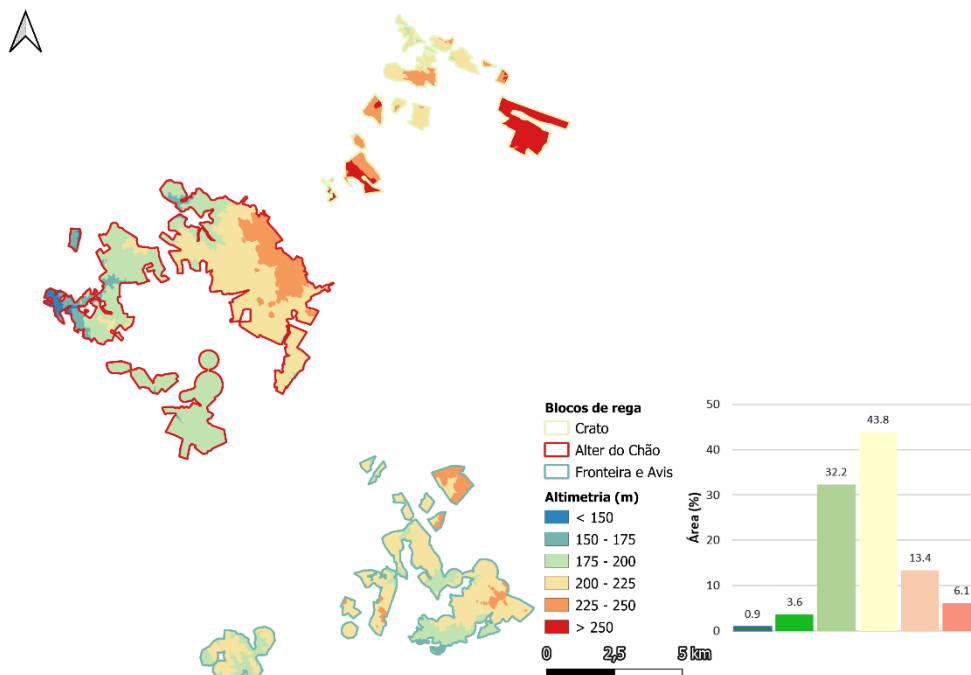 Blocos de rega
Crato
Alter do Chão
Fronteira e Avis
Altimetria (m)
< 150
150 - 175
175 - 200
200 - 225
225 - 250
> 250
0 2,5 5 km
Área (%)
50
40
30
20
10
0
0.9
3.6
32.2
43.8
13.4
6.1